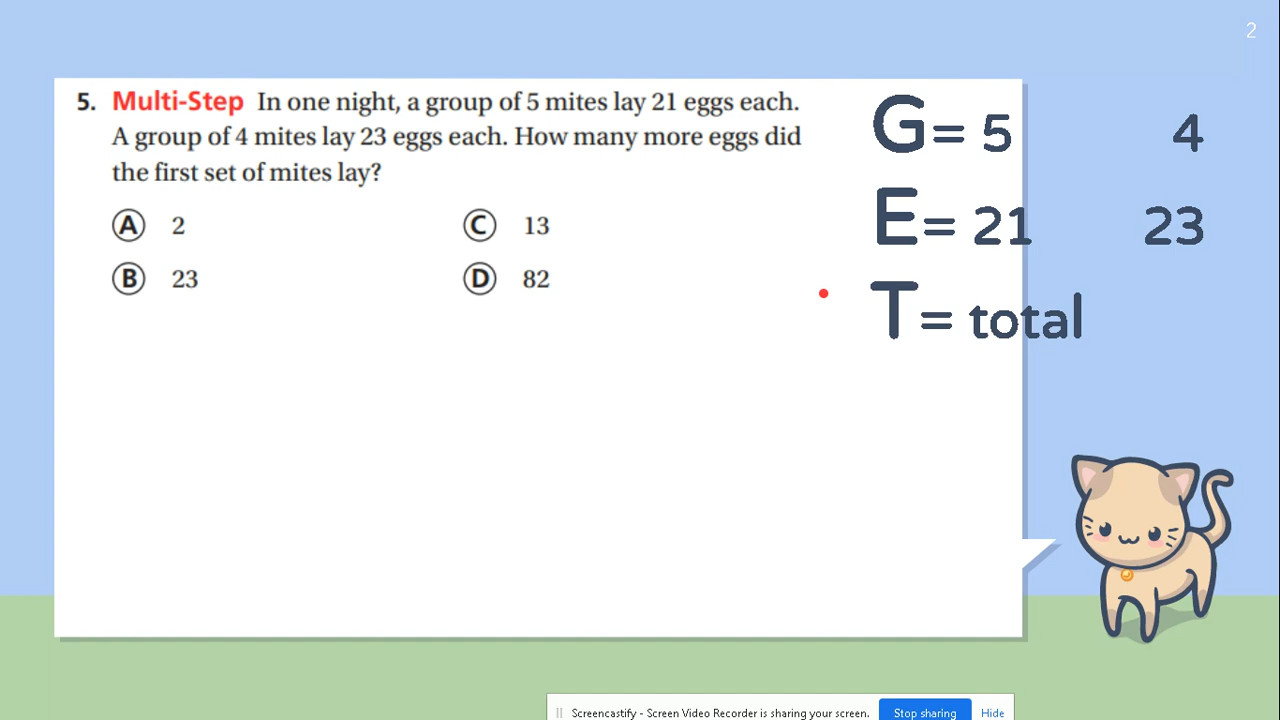 2
5. Multi-Step In one night, a group of 5 mites lay 21 eggs each.
A group of 4 mites lay 23 eggs each. How many more eggs did
the first set of mites lay?
A 2
C 13
B 23
D 82
G= 5 4
E= 21 23
T= total
Screencastify - Screen Video Recorder is sharing your screen. Stop sharing Hide